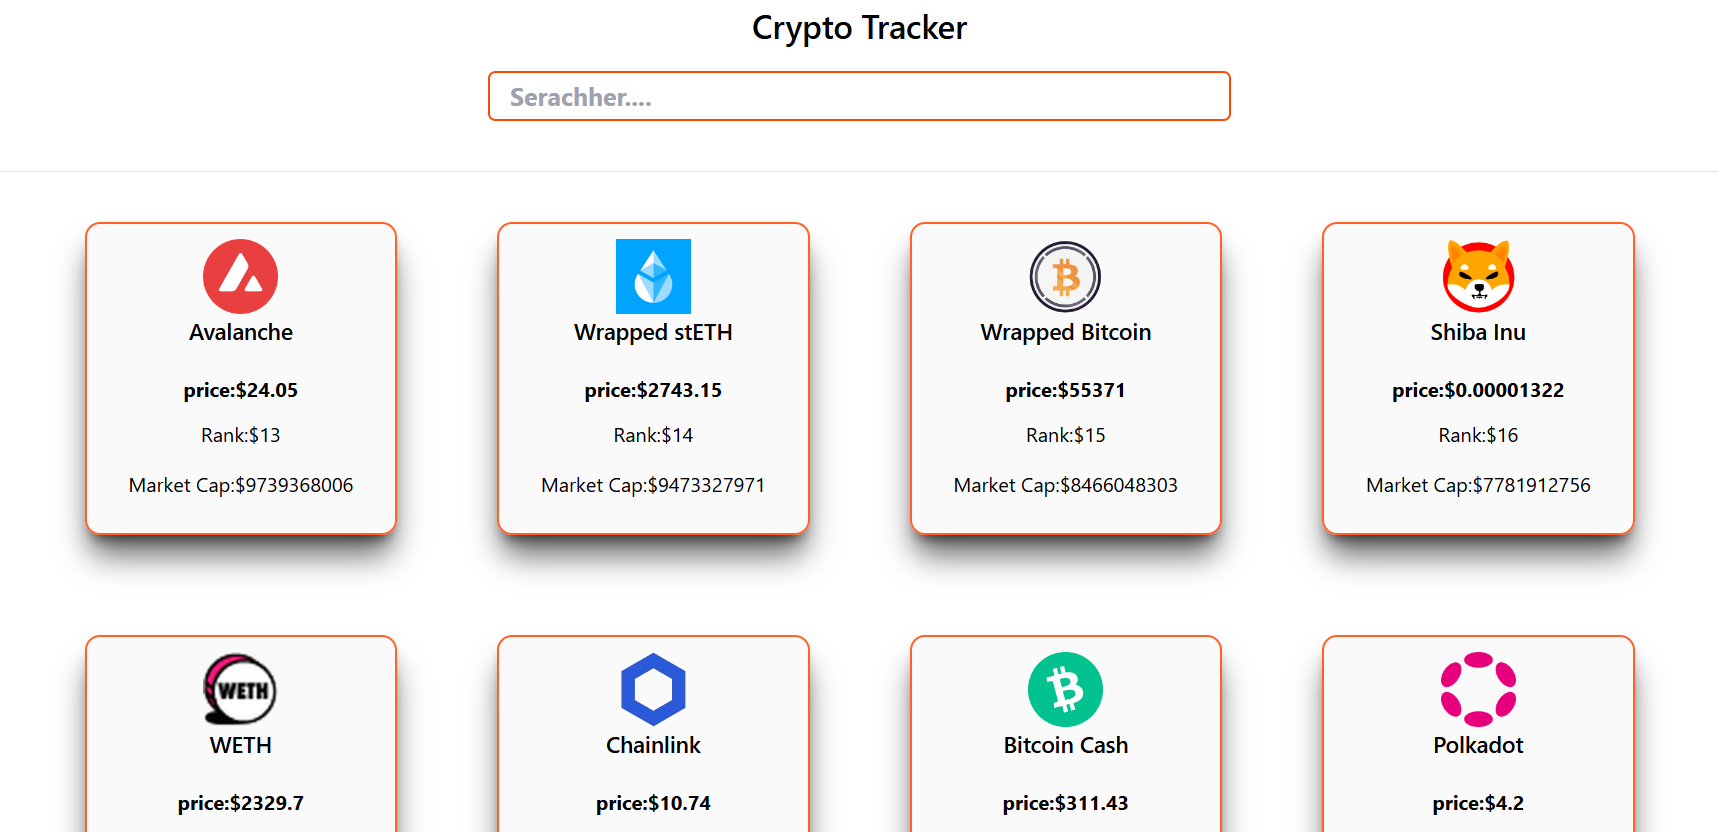 Crypto Tracker
Serachher....
Avalanche
price:$24.05
Rank:$13
Market Cap:$9739368006
Wrapped stETH
price:$2743.15
Rank:$14
Market Cap:$9473327971
Wrapped Bitcoin
price:$55371
Rank:$15
Market Cap:$8466048303
Shiba Inu
price:$0.00001322
Rank:$16
Market Cap:$7781912756
WETH
WETH
price:$2329.7
Chainlink
price:$10.74
Bitcoin Cash
price:$311.43
Polkadot
price:$4.2